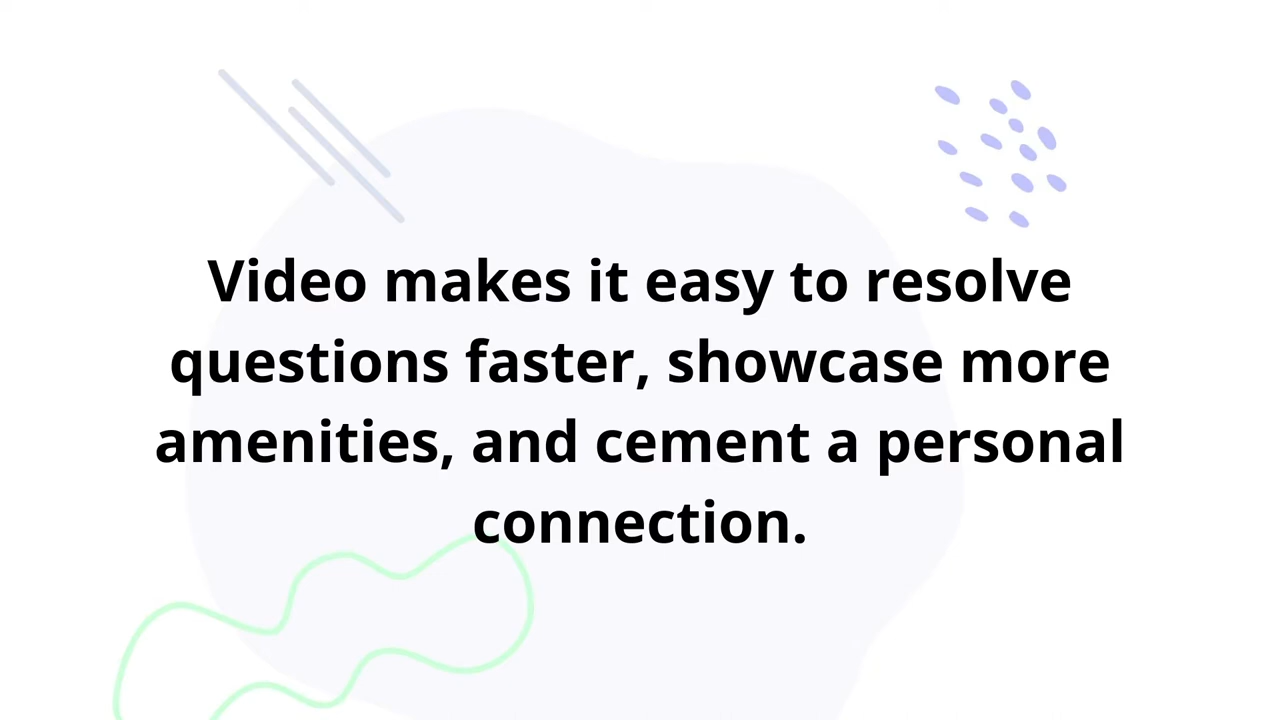 Video makes it easy to resolve
questions faster, showcase more
amenities, and cement a personal
connection.